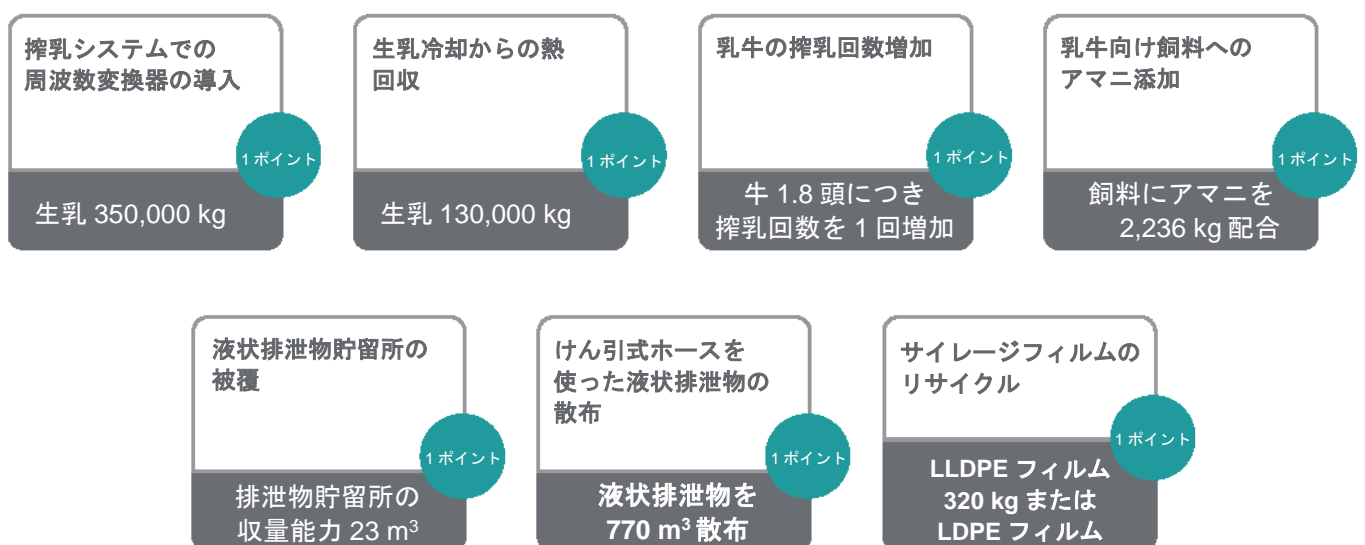 搾乳システムでの
周波数変換器の導入
1 ポイント
生乳 350,000 kg
生乳冷却からの熱
回収
1 ポイント
生乳 130,000 kg
乳牛の搾乳回数増加
1 ポイント
牛 1.8 頭につき
搾乳回数を 1 回増加
乳牛向け飼料への
アマニ添加
1 ポイント
飼料にアマニを
2,236 kg 配合
液状排泄物貯留所の
被覆
1 ポイント
排泄物貯留所の
収量能力 23 m³
けん引式ホースを
使った液状排泄物の
散布
1 ポイント
液状排泄物を
770 m³ 散布
サイレージフィルムの
リサイクル
1 ポイント
LLDPE フィルム
320 kg または
LDPE フィルム